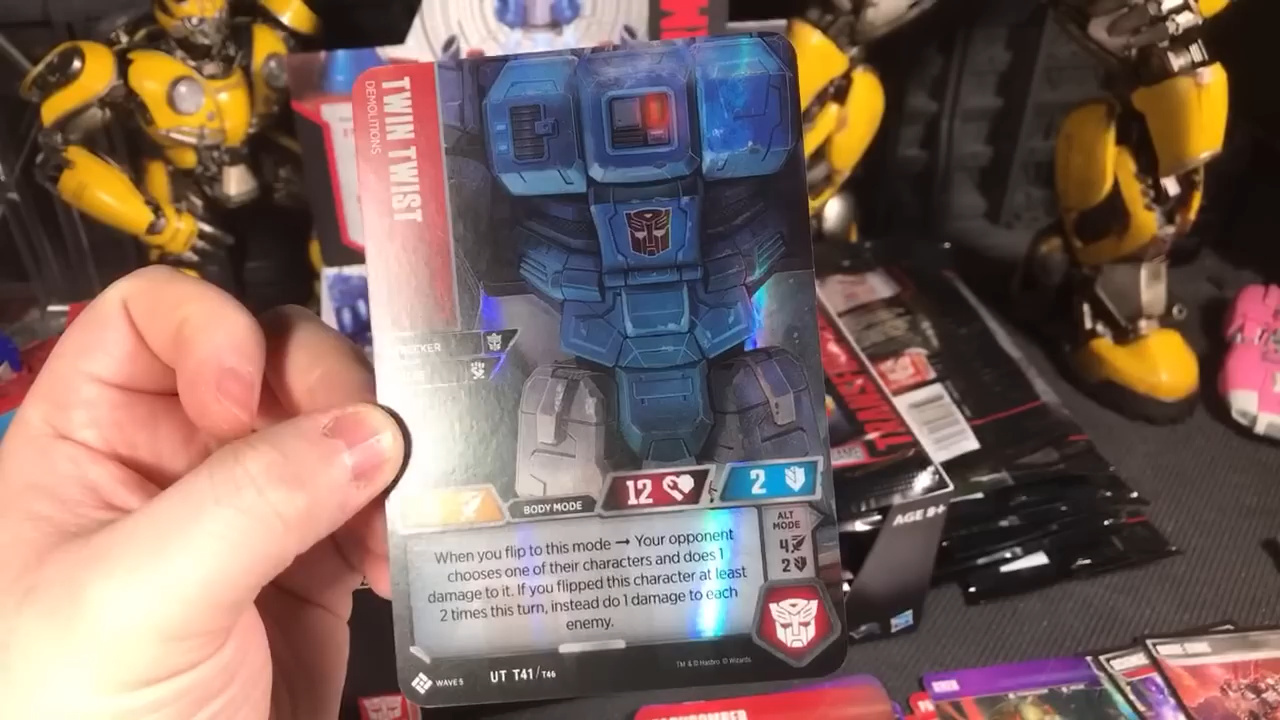 TWIN TWIST
DEMOLITIONS
BODY MODE
12
2
ALT
MODE
4
2
When you flip to this mode → Your opponent
chooses one of their characters and does 1
damage to it. If you flipped this character at least
2 times this turn, instead do 1 damage to each
enemy.
WAVE 5
UT T41/T46
TM & © Hasbro © Wizards.
AGE 9+